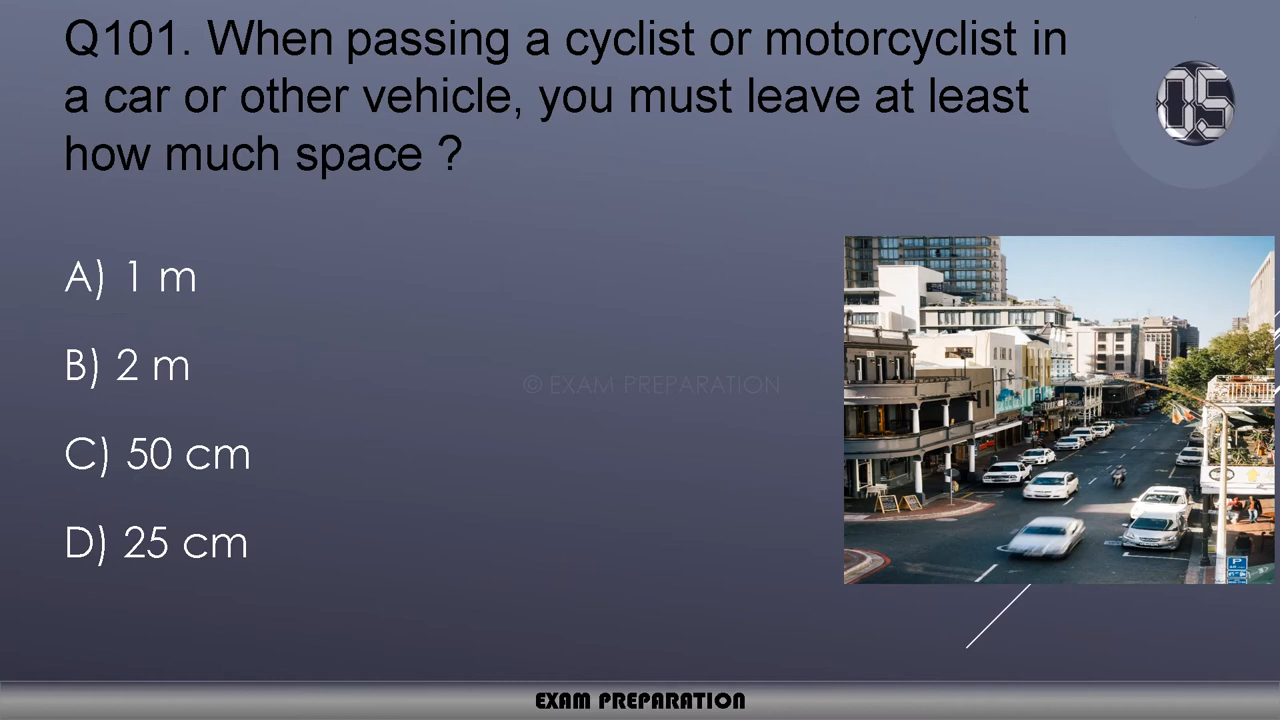 Q101. When passing a cyclist or motorcyclist in
a car or other vehicle, you must leave at least
how much space ?
05
A) 1 m
B) 2 m
C) 50 cm
D) 25 cm
© EXAM PREPARATION
P
EXAM PREPARATION